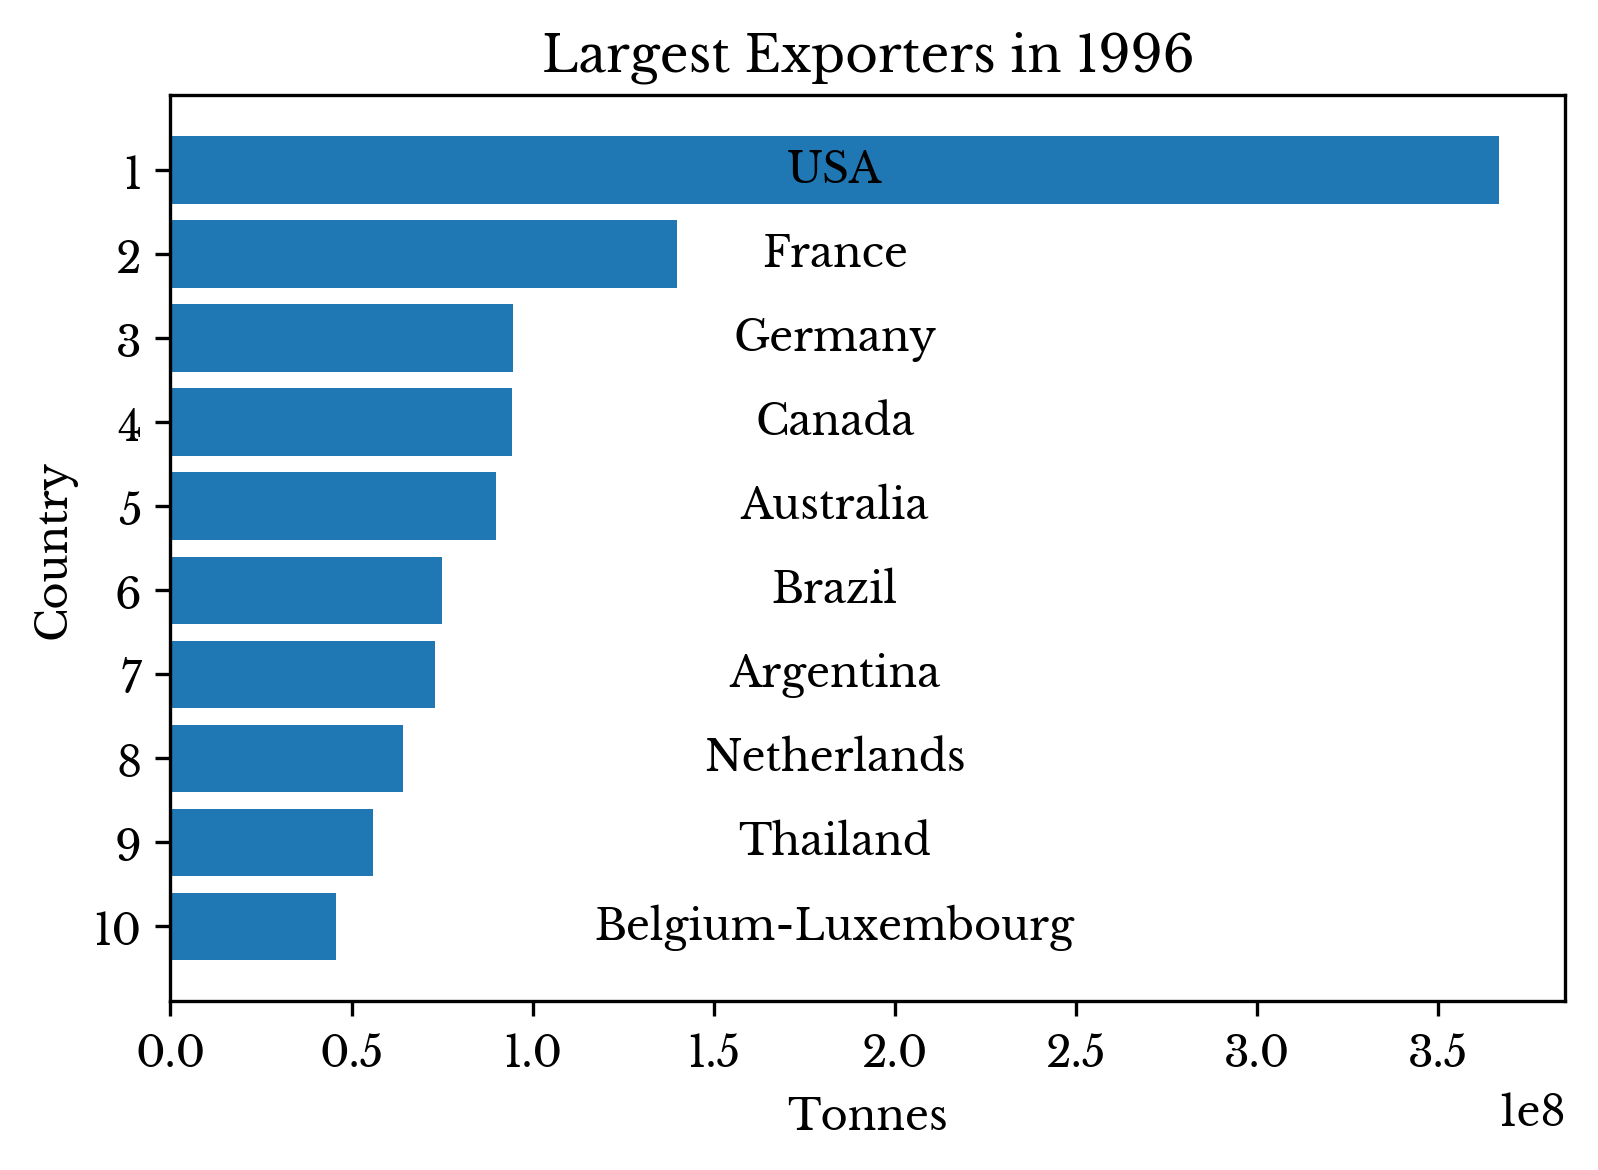 Largest Exporters in 1996
1 USA
2 France
3 Germany
4 Canada
5 Australia
6 Brazil
7 Argentina
8 Netherlands
9 Thailand
10 Belgium-Luxembourg
Country
0.0 0.5 1.0 1.5 2.0 2.5 3.0 3.5
Tonnes
1e8